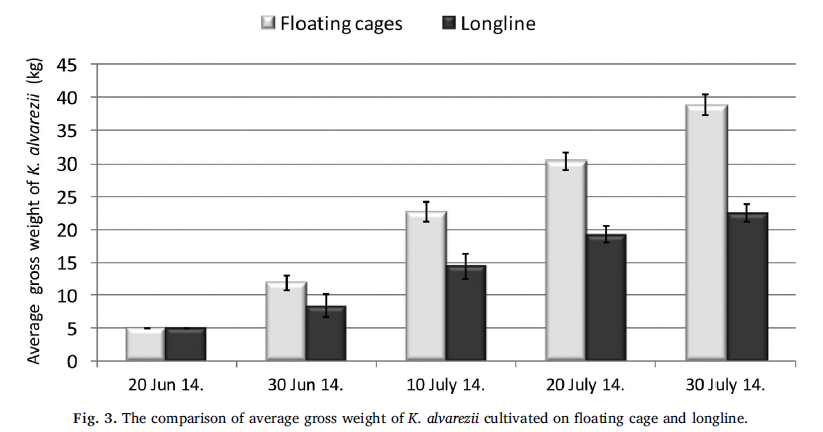 Floating cages Longline
Average gross weight of K. alvarezii (kg)
45
40
35
30
25
20
15
10
5
0
20 Jun 14. 30 Jun 14. 10 July 14. 20 July 14. 30 July 14.
Fig. 3. The comparison of average gross weight of K. alvarezii cultivated on floating cage and longline.